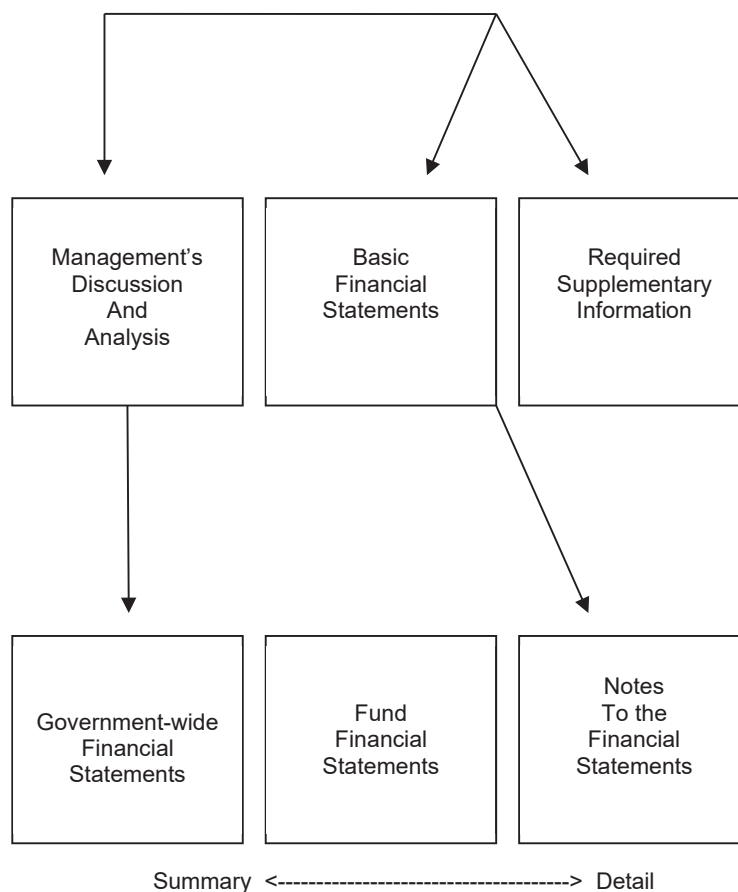 Management’s
Discussion
And
Analysis
Basic
Financial
Statements
Required
Supplementary
Information
Government-wide
Financial
Statements
Fund
Financial
Statements
Notes
To the
Financial
Statements
Summary <-----------------------------------> Detail